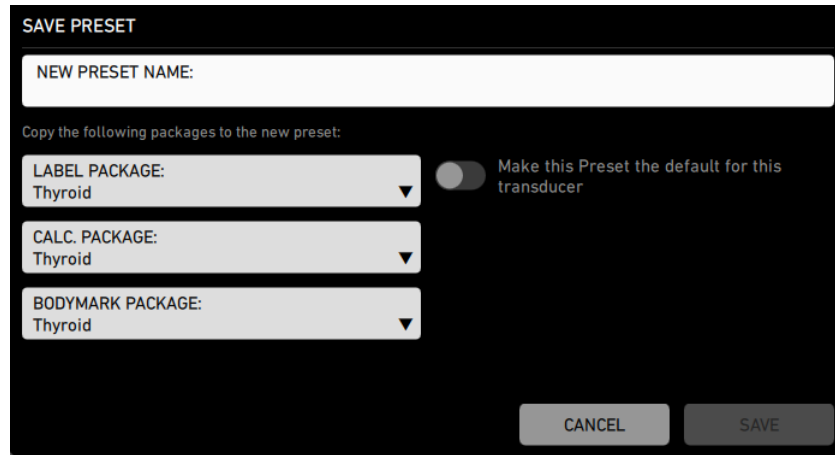 SAVE PRESET
NEW PRESET NAME:
Copy the following packages to the new preset:
LABEL PACKAGE:
Thyroid
Make this Preset the default for this
transducer
CALC. PACKAGE:
Thyroid
BODYMARK PACKAGE:
Thyroid
CANCEL
SAVE